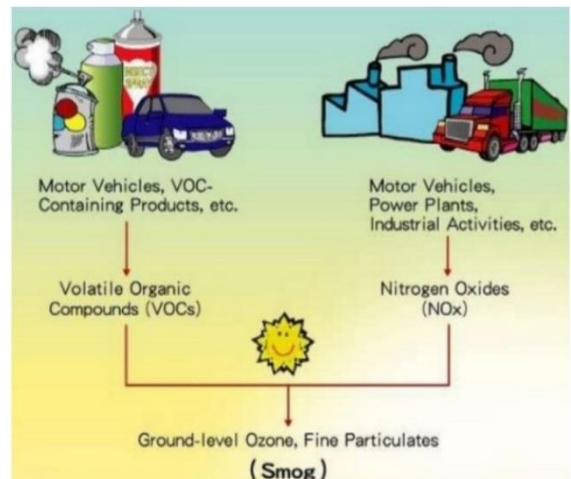 Motor Vehicles, VOC-
Containing Products, etc.
Motor Vehicles,
Power Plants,
Industrial Activities, etc.
Volatile Organic
Compounds (VOCs)
Nitrogen Oxides
(NOx)
Ground-level Ozone, Fine Particulates
(Smog)